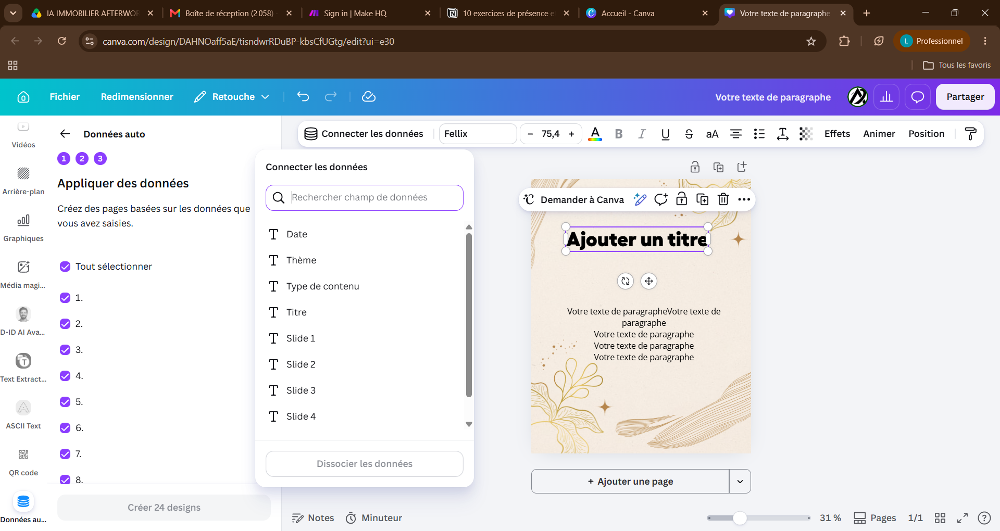 IA IMMOBILIER AFTERWOR
Boîte de réception (2 058) -
Sign in | Make HQ
10 exercices de présence e
Accueil - Canva
Votre texte de paragraphe
canva.com/design/DAHNOaff5aE/tisndwrRDuBP-kbsCfUGtg/edit?ui=e30
L Professionnel
Tous les favoris
Fichier
Redimensionner
Retouche
Votre texte de paragraphe
Partager
Vidéos
Arrière-plan
Graphiques
Média magi...
D-ID AI Ava...
Text Extract...
ASCII Text
QR code
Données au...
Données auto
1 2 3
Appliquer des données
Créez des pages basées sur les données que
vous avez saisies.
Tout sélectionner
1.
2.
3.
4.
5.
6.
7.
8.
Créer 24 designs
Connecter les données
Fellix
– 75,4 +
A B I U S aA
Effets
Animer
Position
Connecter les données
Rechercher champ de données
Date
Thème
Type de contenu
Titre
Slide 1
Slide 2
Slide 3
Slide 4
Dissocier les données
Demander à Canva
Ajouter un titre
Votre texte de paragrapheVotre texte de
paragraphe
Votre texte de paragraphe
Votre texte de paragraphe
Votre texte de paragraphe
+ Ajouter une page
Notes
Minuteur
31 %
Pages
1/1